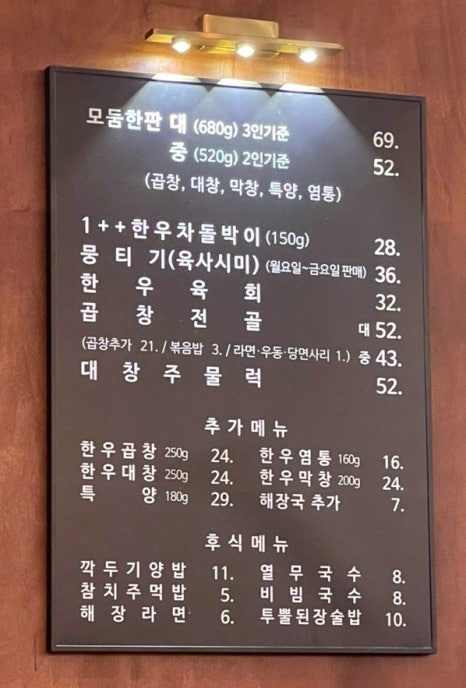 모둠한판 대 (680g) 3인기준 69.
중 (520g) 2인기준 52.
(곱창, 대창, 막창, 특양, 염통)
1++한우차돌박이 (150g) 28.
뭉 티 기(육사시미) (월요일~금요일 판매) 36.
한 우 육 회 32.
곱 창 전 골 대 52.
(곱창추가 21. / 볶음밥 3. / 라면·우동·당면사리 1.) 중 43.
대 창 주 물 럭 52.
추 가 메 뉴
한우곱창 250g 24. 한우염통 160g 16.
한우대창 250g 24. 한우막창 200g 24.
특 양 180g 29. 해장국 추가 7.
후 식 메 뉴
깍두기양밥 11. 열 무 국 수 8.
참치주먹밥 5. 비 빔 국 수 8.
해 장 라 면 6. 투뿔된장술밥 10.